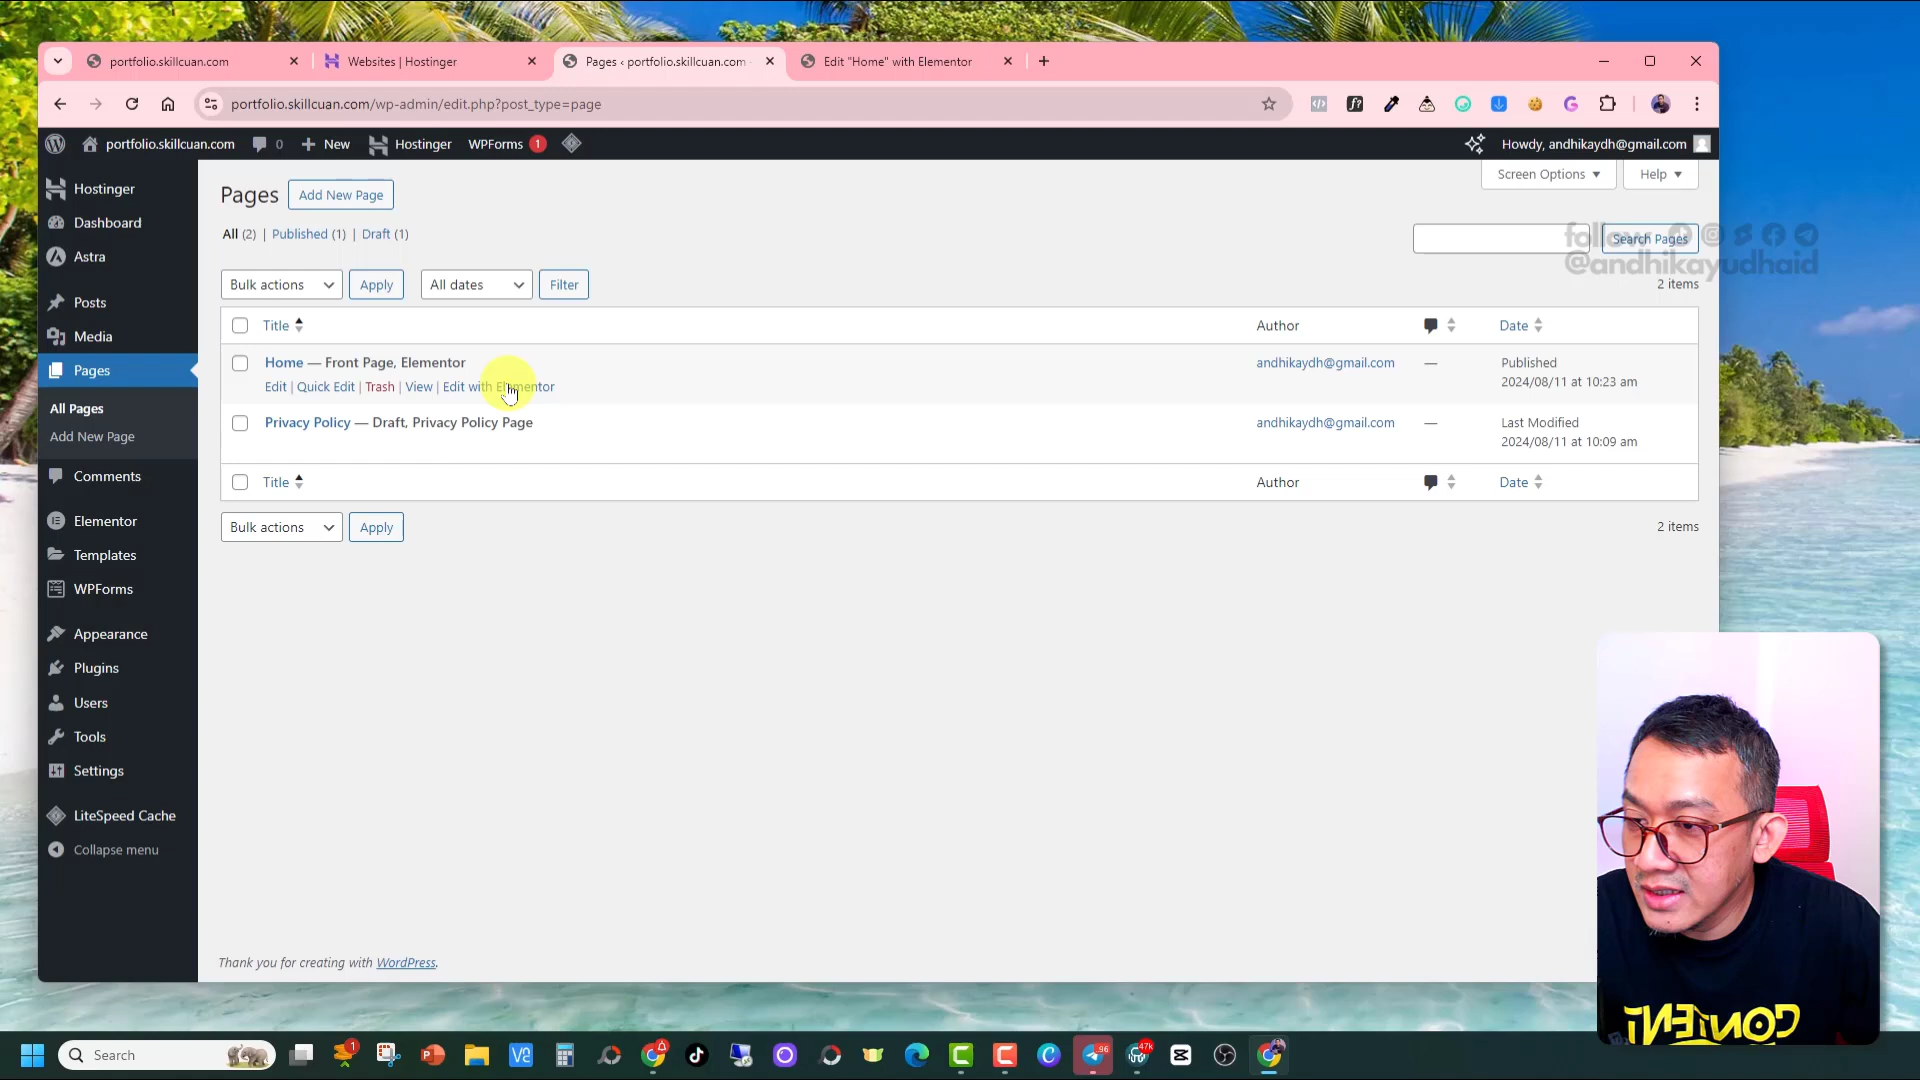 portfolio.skillcuan.com
Websites | Hostinger
Pages ‹ portfolio.skillcuan.com
Edit "Home" with Elementor
portfolio.skillcuan.com/wp-admin/edit.php?post_type=page
portfolio.skillcuan.com
0
New
Hostinger
WPForms 1
Howdy, andhikaydh@gmail.com
Hostinger
Dashboard
Astra
Posts
Media
Pages
All Pages
Add New Page
Comments
Elementor
Templates
WPForms
Appearance
Plugins
Users
Tools
Settings
LiteSpeed Cache
Collapse menu
Screen Options
Help
Pages
Add New Page
All (2) | Published (1) | Draft (1)
Search Pages
follow
@andhikayudhaid
Bulk actions
Apply
All dates
Filter
2 items
Title
Author
Date
Home — Front Page, Elementor
andhikaydh@gmail.com
—
Published
2024/08/11 at 10:23 am
Edit | Quick Edit | Trash | View | Edit with Elementor
Privacy Policy — Draft, Privacy Policy Page
andhikaydh@gmail.com
—
Last Modified
2024/08/11 at 10:09 am
Title
Author
Date
Bulk actions
Apply
2 items
Thank you for creating with WordPress.
CONTENT
Search
1
96
47k